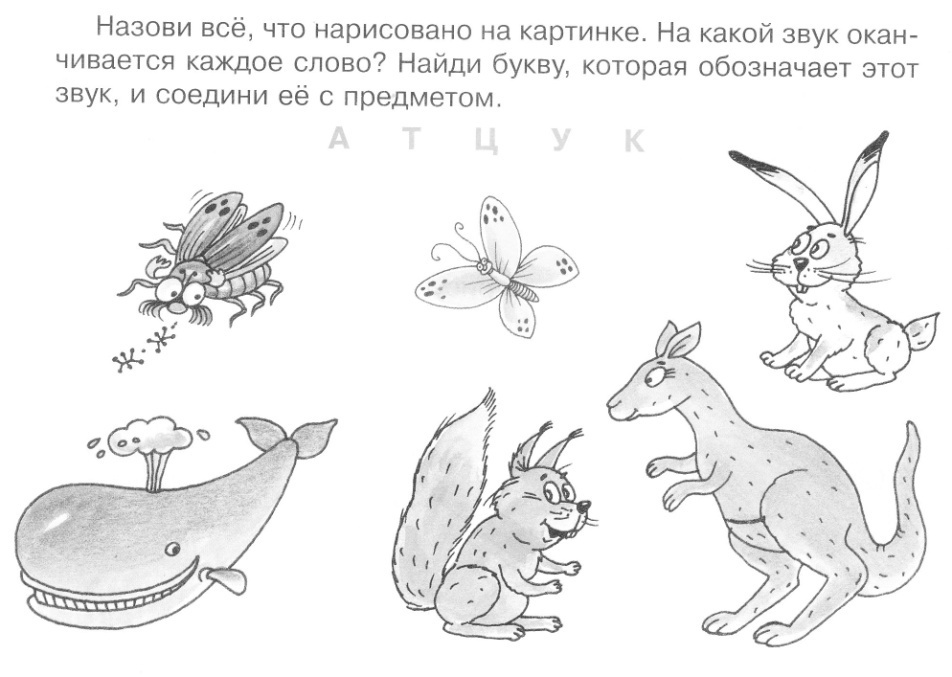 Назови всё, что нарисовано на картинке. На какой звук окан-
чивается каждое слово? Найди букву, которая обозначает этот
звук, и соедини её с предметом.
А Т Ц У К